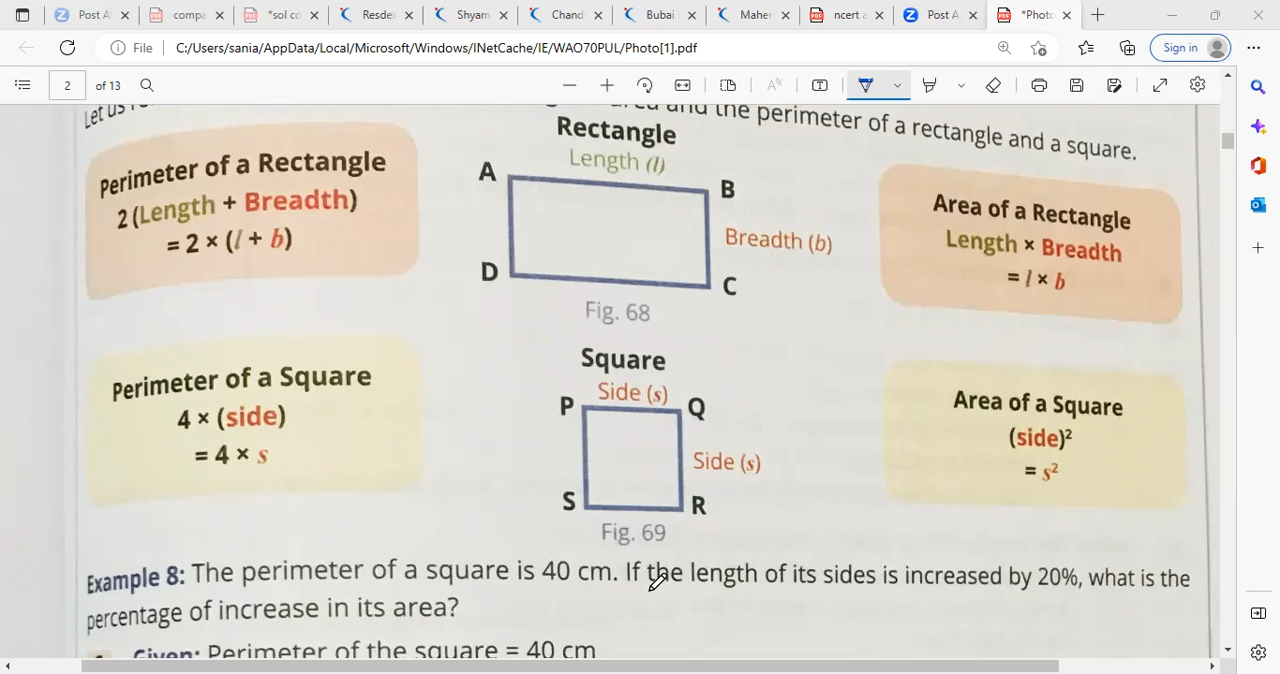 Post A
compa
*sol co
Resde
Shyam
Chand
Bubai
Maher
ncert a
Post A
*Photo
File
C:/Users/sania/AppData/Local/Microsoft/Windows/INetCache/IE/WAO70PUL/Photo[1].pdf
Sign in
2 of 13
Let us
and the perimeter of a rectangle and a square.
Rectangle
Length (l)
Perimeter of a Rectangle
2 (Length + Breadth)
= 2 × (l + b)
A
B
Breadth (b)
D
C
Fig. 68
Area of a Rectangle
Length × Breadth
= l × b
Square
Side (s)
Perimeter of a Square
4 × (side)
= 4 × s
P
Q
Side (s)
S
R
Fig. 69
Area of a Square
(side)²
= s²
Example 8: The perimeter of a square is 40 cm. If the length of its sides is increased by 20%, what is the
percentage of increase in its area?
Given: Perimeter of the square = 40 cm